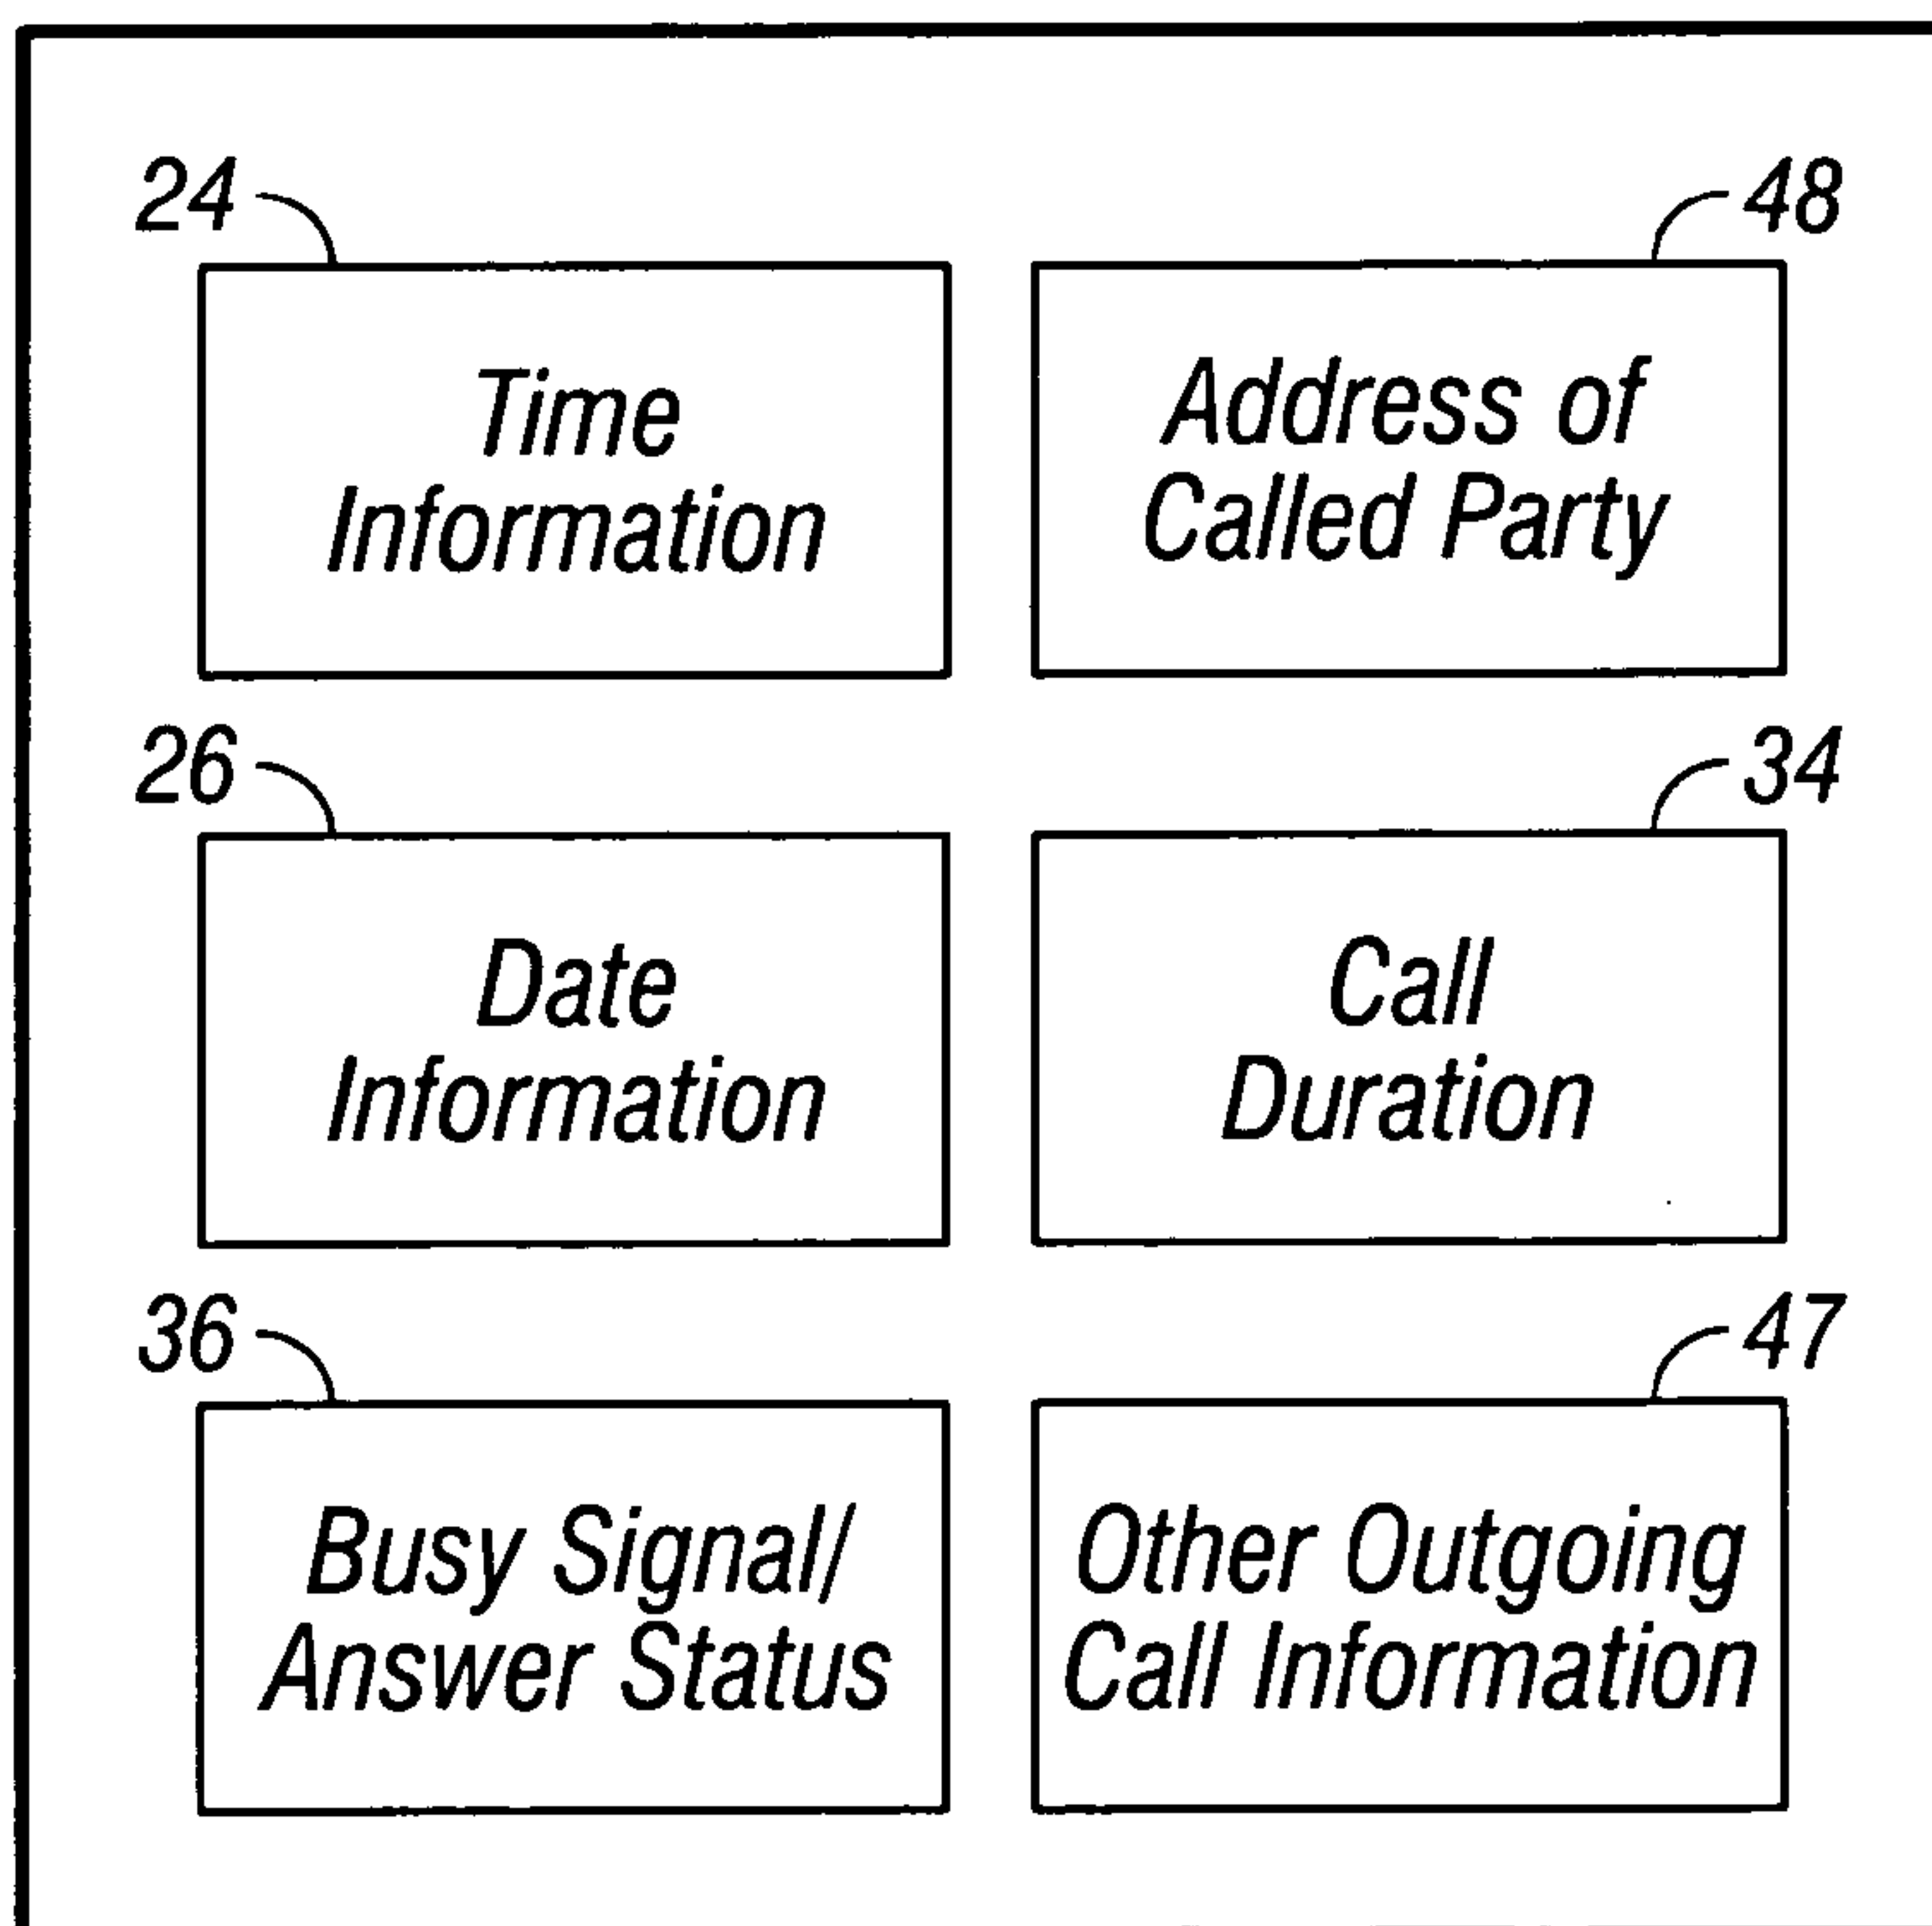 24
48
Time
Information
Address of
Called Party
26
34
Date
Information
Call
Duration
36
47
Busy Signal/
Answer Status
Other Outgoing
Call Information